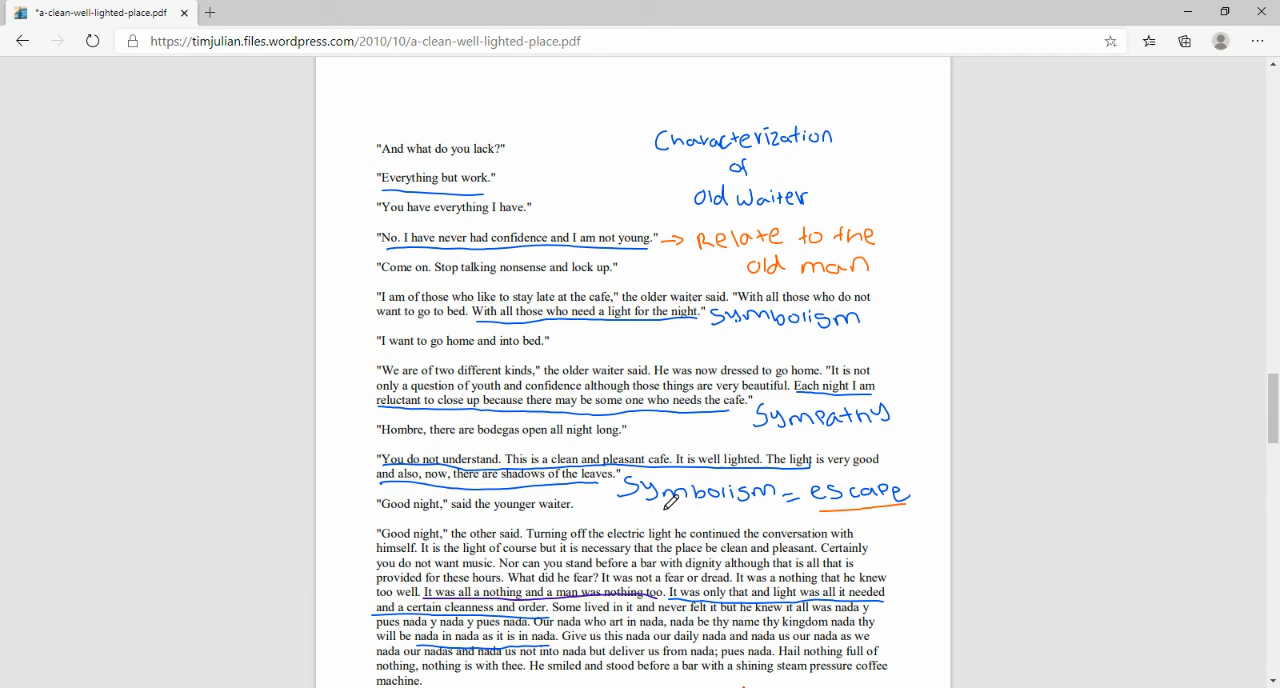 *a-clean-well-lighted-place.pdf
https://timjulian.files.wordpress.com/2010/10/a-clean-well-lighted-place.pdf
"And what do you lack?"
Characterization
of
Old Waiter
"Everything but work."
"You have everything I have."
"No. I have never had confidence and I am not young." → Relate to the
old man
"Come on. Stop talking nonsense and lock up."
"I am of those who like to stay late at the cafe," the older waiter said. "With all those who do not
want to go to bed. With all those who need a light for the night." Symbolism
"I want to go home and into bed."
"We are of two different kinds," the older waiter said. He was now dressed to go home. "It is not
only a question of youth and confidence although those things are very beautiful. Each night I am
reluctant to close up because there may be some one who needs the cafe."
Sympathy
"Hombre, there are bodegas open all night long."
"You do not understand. This is a clean and pleasant cafe. It is well lighted. The light is very good
and also, now, there are shadows of the leaves."
Symbolism = escape
"Good night," said the younger waiter.
"Good night," the other said. Turning off the electric light he continued the conversation with
himself. It is the light of course but it is necessary that the place be clean and pleasant. Certainly
you do not want music. Nor can you stand before a bar with dignity although that is all that is
provided for these hours. What did he fear? It was not a fear or dread. It was a nothing that he knew
too well. It was all a nothing and a man was nothing too. It was only that and light was all it needed
and a certain cleanness and order. Some lived in it and never felt it but he knew it all was nada y
pues nada y nada y pues nada. Our nada who art in nada, nada be thy name thy kingdom nada thy
will be nada in nada as it is in nada. Give us this nada our daily nada and nada us our nada as we
nada our nadas and nada us not into nada but deliver us from nada; pues nada. Hail nothing full of
nothing, nothing is with thee. He smiled and stood before a bar with a shining steam pressure coffee
machine.